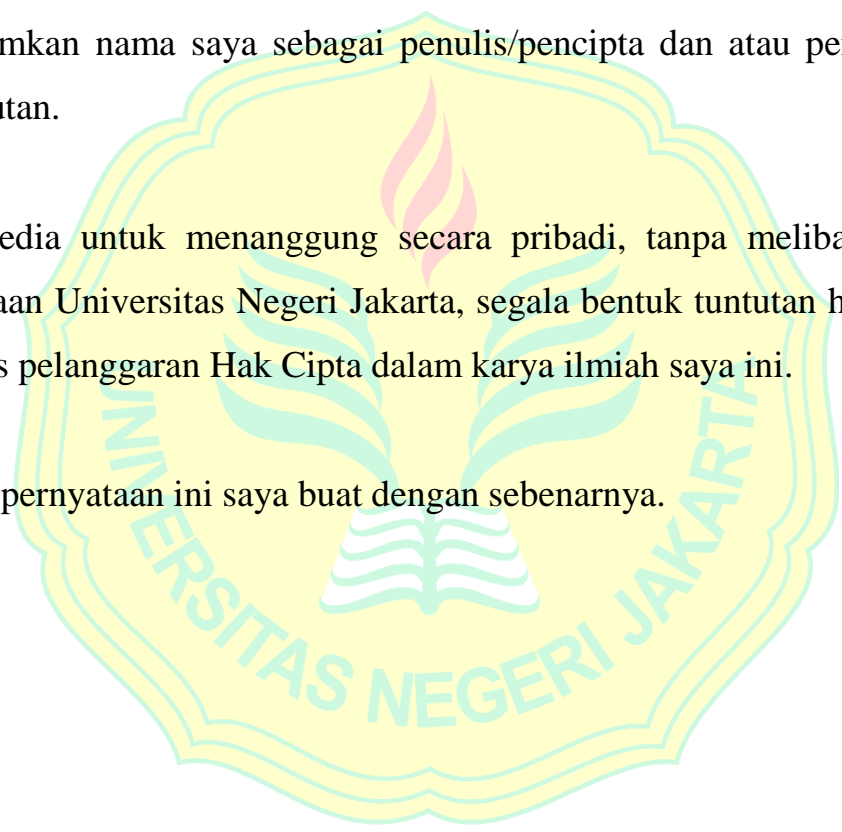 mkan nama saya sebagai penulis/pencipta dan atau pe
utan.
edia untuk menanggung secara pribadi, tanpa meliba
aan Universitas Negeri Jakarta, segala bentuk tuntutan h
s pelanggaran Hak Cipta dalam karya ilmiah saya ini.
pernyataan ini saya buat dengan sebenarnya.
UNIVERSITAS NEGERI JAKARTA